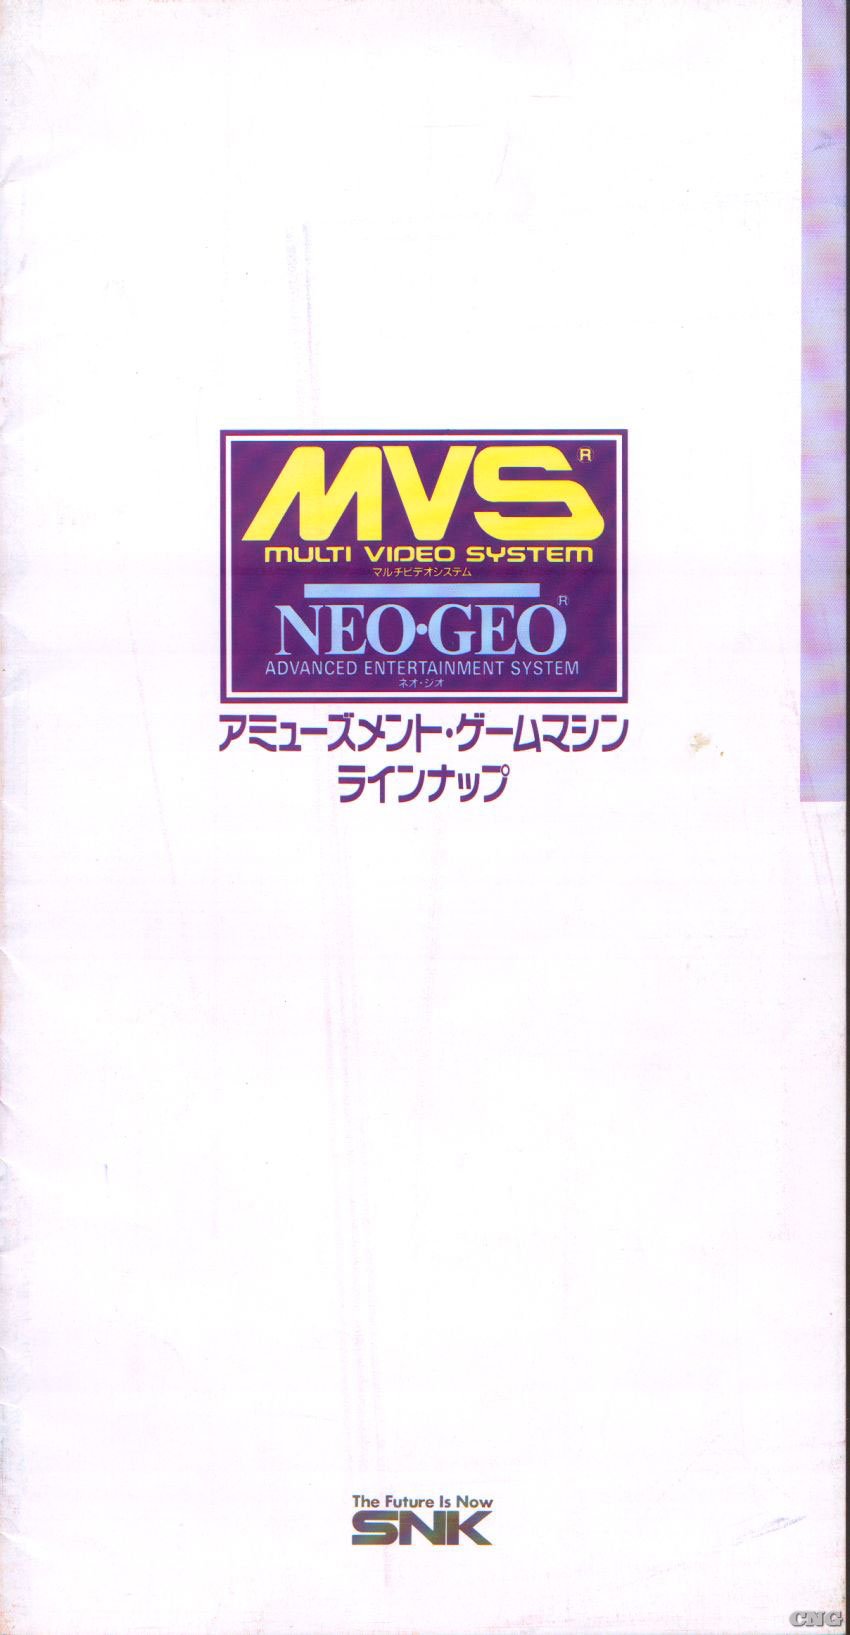 MVS®
MULTI VIDEO SYSTEM
マルチビデオシステム
NEO•GEO®
ADVANCED ENTERTAINMENT SYSTEM
ネオ・ジオ
アミューズメント・ゲームマシン
ラインナップ
The Future Is Now
SNK
CNG